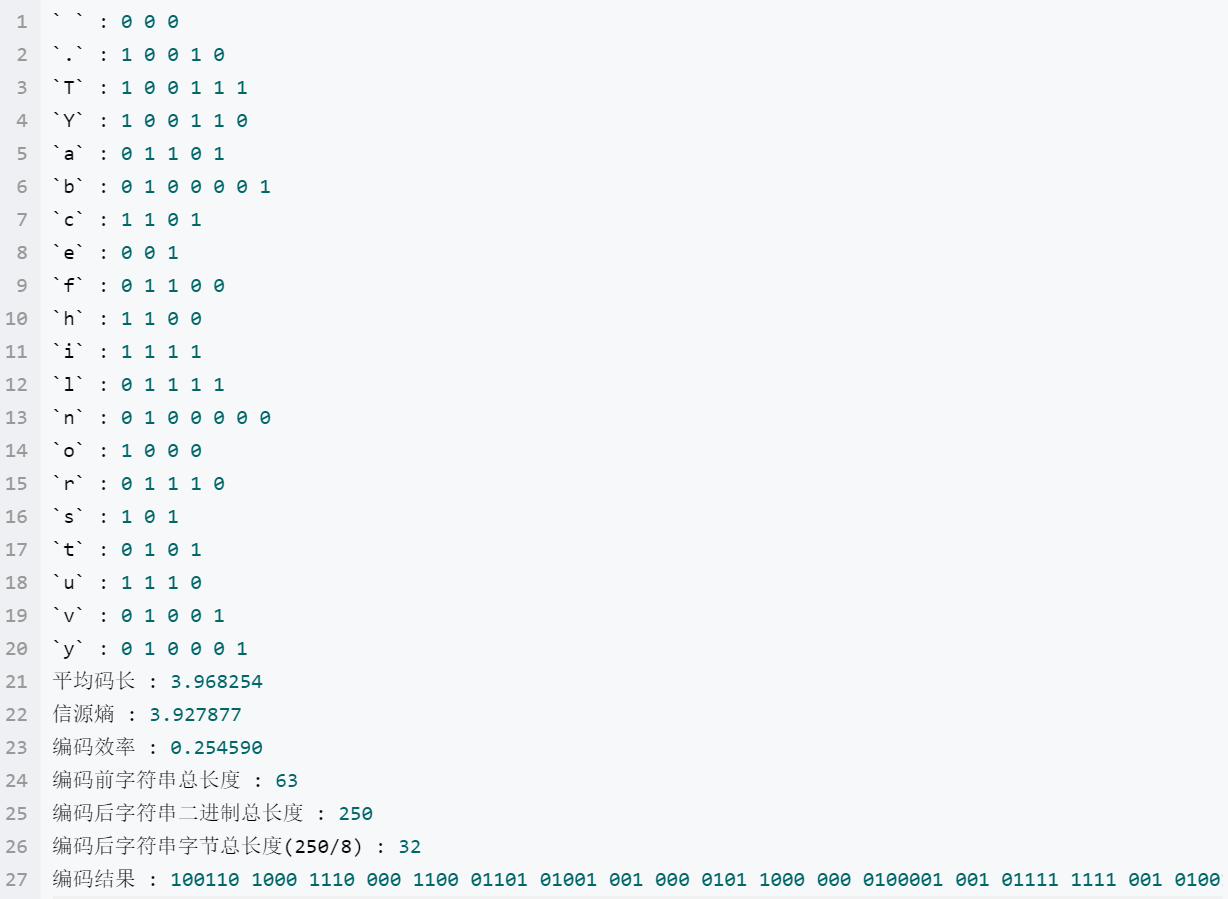 1 ` ` : 0 0 0
2 `.` : 1 0 0 1 0
3 `T` : 1 0 0 1 1 1
4 `Y` : 1 0 0 1 1 0
5 `a` : 0 1 1 0 1
6 `b` : 0 1 0 0 0 0 1
7 `c` : 1 1 0 1
8 `e` : 0 0 1
9 `f` : 0 1 1 0 0
10 `h` : 1 1 0 0
11 `i` : 1 1 1 1
12 `l` : 0 1 1 1 1
13 `n` : 0 1 0 0 0 0 0
14 `o` : 1 0 0 0
15 `r` : 0 1 1 1 0
16 `s` : 1 0 1
17 `t` : 0 1 0 1
18 `u` : 1 1 1 0
19 `v` : 0 1 0 0 1
20 `y` : 0 1 0 0 0 1
21 平均码长 : 3.968254
22 信源熵 : 3.927877
23 编码效率 : 0.254590
24 编码前字符串总长度 : 63
25 编码后字符串二进制总长度 : 250
26 编码后字符串字节总长度(250/8) : 32
27 编码结果 : 100110 1000 1110 000 1100 01101 01001 001 000 0101 1000 000 0100001 001 01111 1111 001 0100